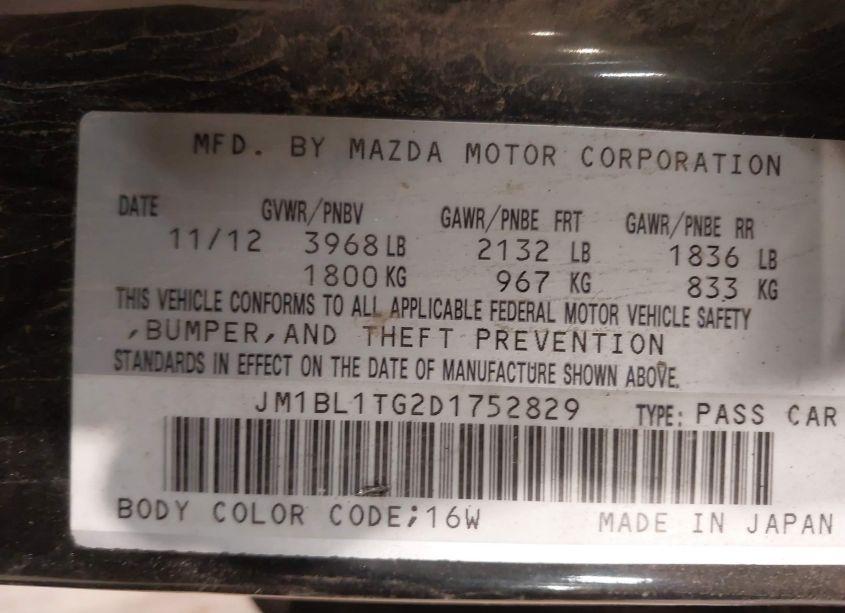 MFD. BY MAZDA MOTOR CORPORATION
DATE GVWR/PNBV GAWR/PNBE FRT GAWR/PNBE RR
11/12 3968 LB 2132 LB 1836 LB
1800 KG 967 KG 833 KG
THIS VEHICLE CONFORMS TO ALL APPLICABLE FEDERAL MOTOR VEHICLE SAFETY
,BUMPER,AND THEFT PREVENTION
STANDARDS IN EFFECT ON THE DATE OF MANUFACTURE SHOWN ABOVE.
JM1BL1TG2D1752829 TYPE: PASS CAR
BODY COLOR CODE;16W MADE IN JAPAN